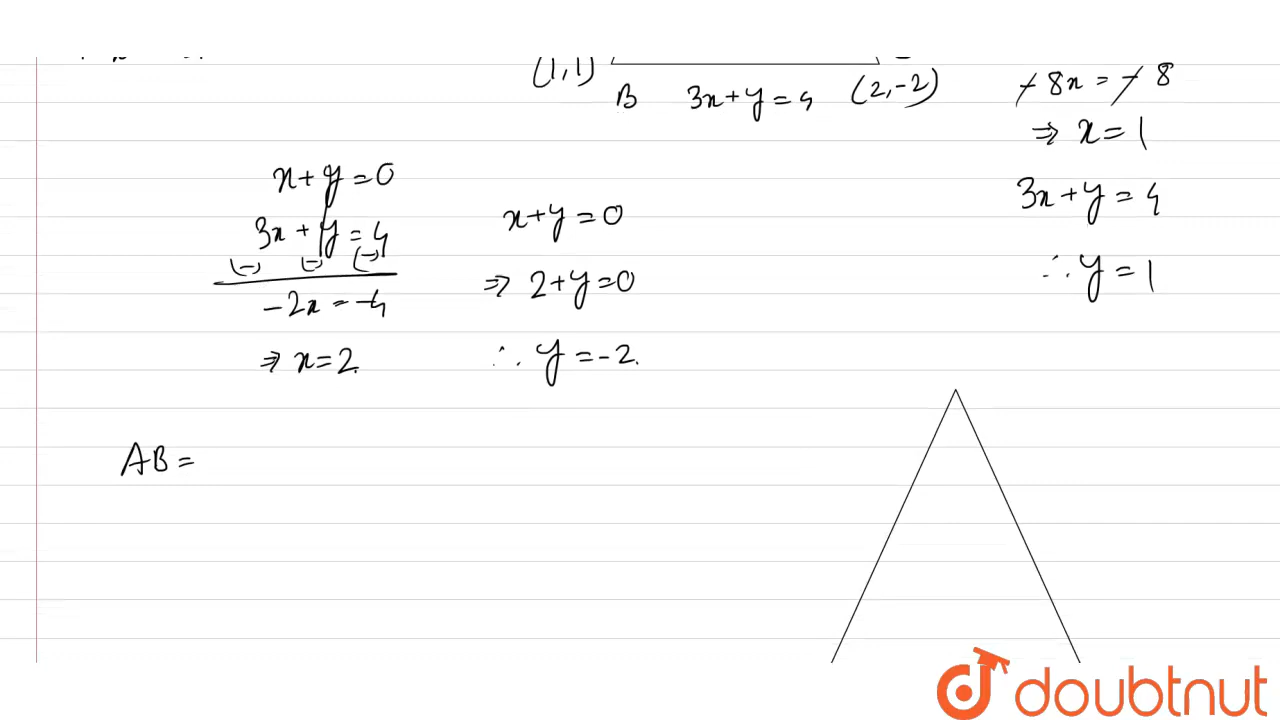 (1,1)
B 3x+y=4 (2,-2)
-8x = -8
⇒ x=1
3x+y=4
∴ y=1
x+y=0
3x+y=4
(-) (-) (-)
-2x=-4
⇒ x=2.
x+y=0
⇒ 2+y=0
∴ y=-2.
AB=
doubtnut